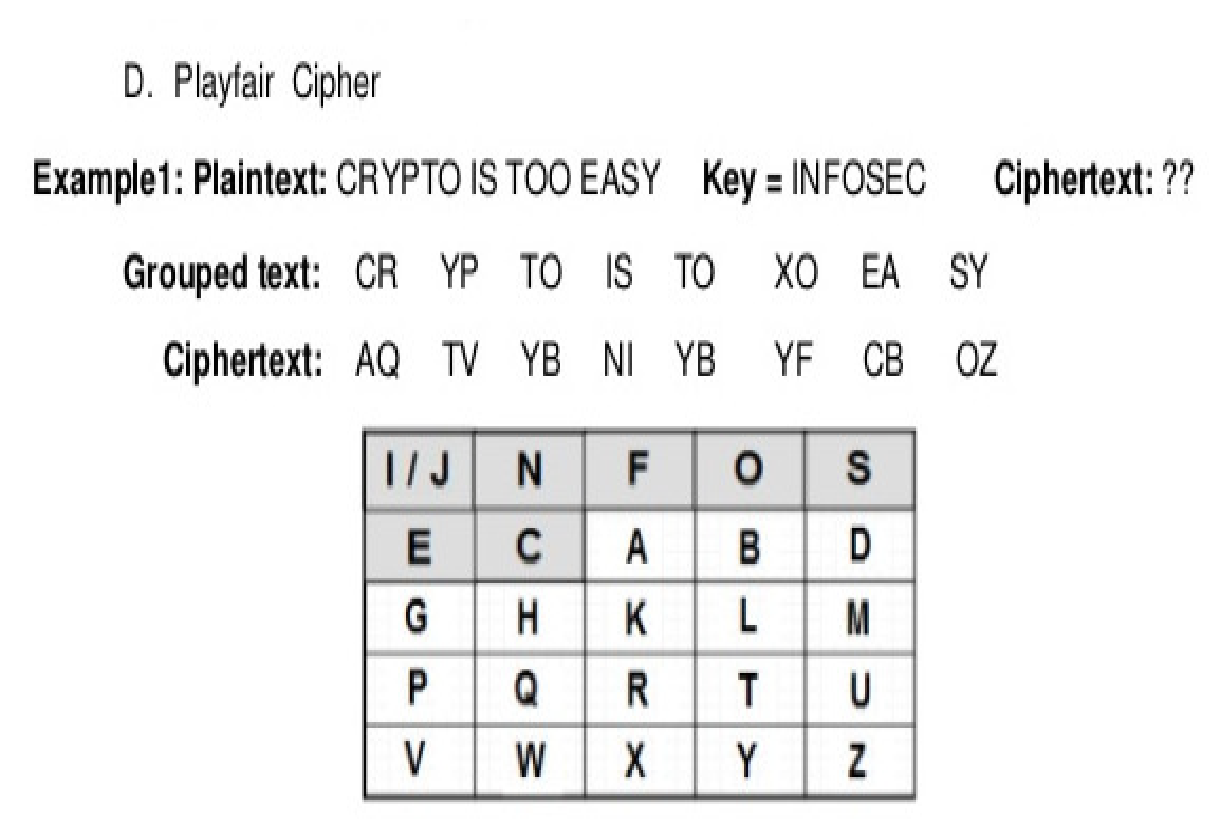 D. Playfair Cipher
Example1: Plaintext: CRYPTO IS TOO EASY Key = INFOSEC Ciphertext: ??
Grouped text: CR YP TO IS TO XO EA SY
Ciphertext: AQ TV YB NI YB YF CB OZ
I / J N F O S
E C A B D
G H K L M
P Q R T U
V W X Y Z